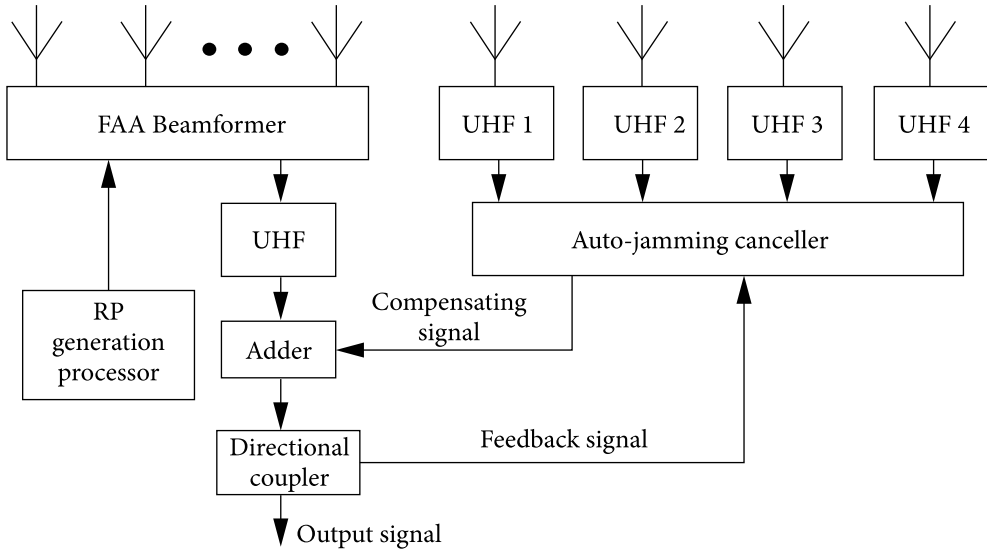 FAA Beamformer
UHF 1
UHF 2
UHF 3
UHF 4
UHF
Auto-jamming canceller
RP
generation
processor
Compensating
signal
Adder
Directional
coupler
Feedback signal
Output signal